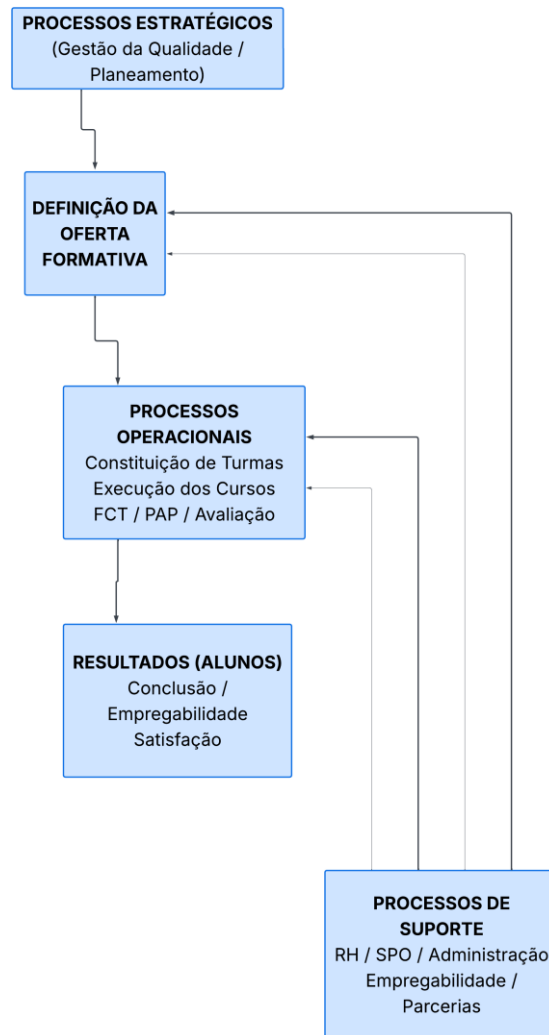 PROCESSOS ESTRATÉGICOS
(Gestão da Qualidade /
Planeamento)
DEFINIÇÃO DA
OFERTA
FORMATIVA
PROCESSOS
OPERACIONAIS
Constituição de Turmas
Execução dos Cursos
FCT / PAP / Avaliação
RESULTADOS (ALUNOS)
Conclusão /
Empregabilidade
Satisfação
PROCESSOS DE
SUPORTE
RH / SPO / Administração
Empregabilidade /
Parcerias